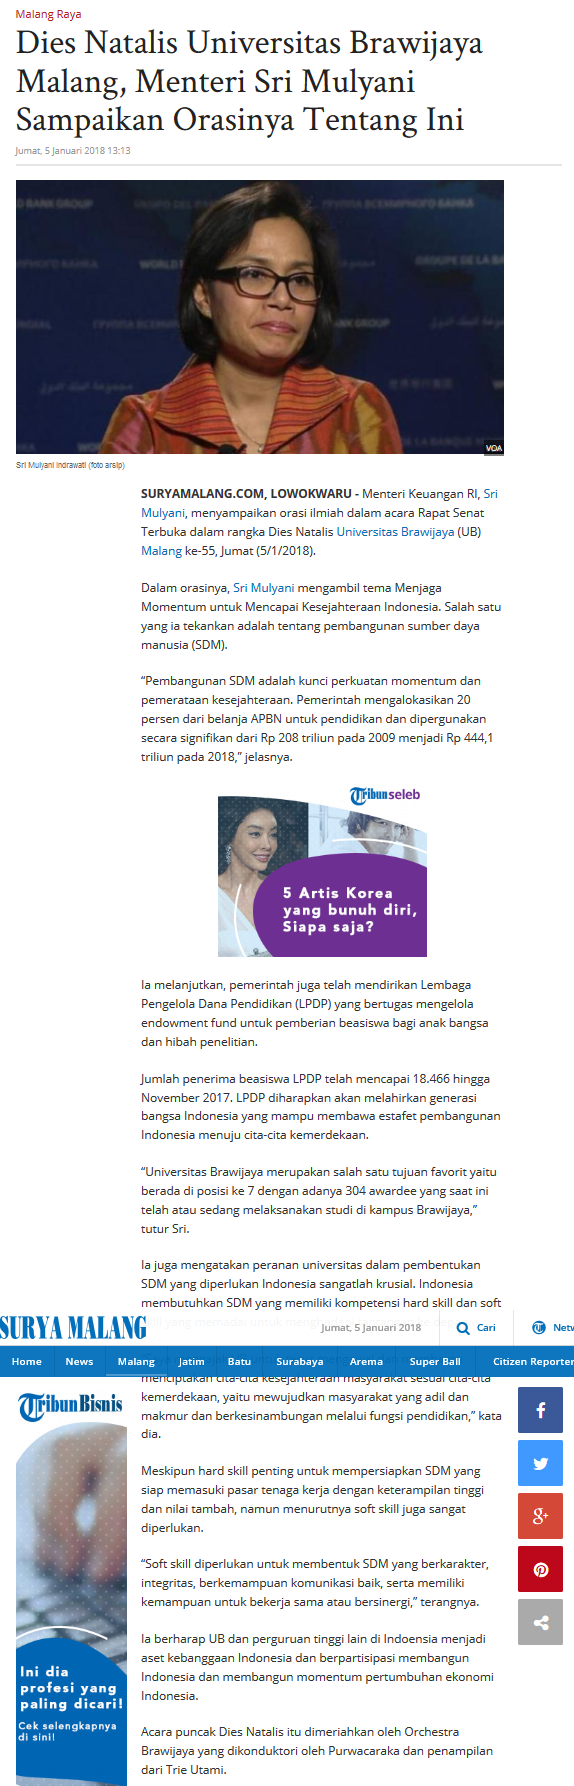 Malang Raya
Dies Natalis Universitas Brawijaya
Malang, Menteri Sri Mulyani
Sampaikan Orasinya Tentang Ini
Jumat, 5 Januari 2018 13:13
VOA
Sri Mulyani Indrawati (foto arsip)
SURYAMALANG.COM, LOWOKWARU - Menteri Keuangan RI, Sri
Mulyani, menyampaikan orasi ilmiah dalam acara Rapat Senat
Terbuka dalam rangka Dies Natalis Universitas Brawijaya (UB)
Malang ke-55, Jumat (5/1/2018).
Dalam orasinya, Sri Mulyani mengambil tema Menjaga
Momentum untuk Mencapai Kesejahteraan Indonesia. Salah satu
yang ia tekankan adalah tentang pembangunan sumber daya
manusia (SDM).
“Pembangunan SDM adalah kunci perkuatan momentum dan
pemerataan kesejahteraan. Pemerintah mengalokasikan 20
persen dari belanja APBN untuk pendidikan dan dipergunakan
secara signifikan dari Rp 208 triliun pada 2009 menjadi Rp 444,1
triliun pada 2018,” jelasnya.
Tribunseleb
5 Artis Korea
yang bunuh diri,
Siapa saja?
Ia melanjutkan, pemerintah juga telah mendirikan Lembaga
Pengelola Dana Pendidikan (LPDP) yang bertugas mengelola
endowment fund untuk pemberian beasiswa bagi anak bangsa
dan hibah penelitian.
Jumlah penerima beasiswa LPDP telah mencapai 18.466 hingga
November 2017. LPDP diharapkan akan melahirkan generasi
bangsa Indonesia yang mampu membawa estafet pembangunan
Indonesia menuju cita-cita kemerdekaan.
“Universitas Brawijaya merupakan salah satu tujuan favorit yaitu
berada di posisi ke 7 dengan adanya 304 awardee yang saat ini
telah atau sedang melaksanakan studi di kampus Brawijaya,”
tutur Sri.
Ia juga mengatakan peranan universitas dalam pembentukan
SDM yang diperlukan Indonesia sangatlah krusial. Indonesia
membutuhkan SDM yang memiliki kompetensi hard skill dan soft
SURYA MALANG
Jumat, 5 Januari 2018
Cari
Netw
Home News Malang Jatim Batu Surabaya Arema Super Ball Citizen Reporter
menciptakan cita-cita kesejahteraan masyarakat sesuai cita-cita
kemerdekaan, yaitu mewujudkan masyarakat yang adil dan
makmur dan berkesinambungan melalui fungsi pendidikan,” kata
dia.
Meskipun hard skill penting untuk mempersiapkan SDM yang
siap memasuki pasar tenaga kerja dengan keterampilan tinggi
dan nilai tambah, namun menurutnya soft skill juga sangat
diperlukan.
“Soft skill diperlukan untuk membentuk SDM yang berkarakter,
integritas, berkemampuan komunikasi baik, serta memiliki
kemampuan untuk bekerja sama atau bersinergi,” terangnya.
Ia berharap UB dan perguruan tinggi lain di Indoensia menjadi
aset kebanggaan Indonesia dan berpartisipasi membangun
Indonesia dan membangun momentum pertumbuhan ekonomi
Indonesia.
Acara puncak Dies Natalis itu dimeriahkan oleh Orchestra
Brawijaya yang dikonduktori oleh Purwacaraka dan penampilan
dari Trie Utami.
TribunBisnis
Ini dia
profesi yang
paling dicari!
Cek selengkapnya
di sini!